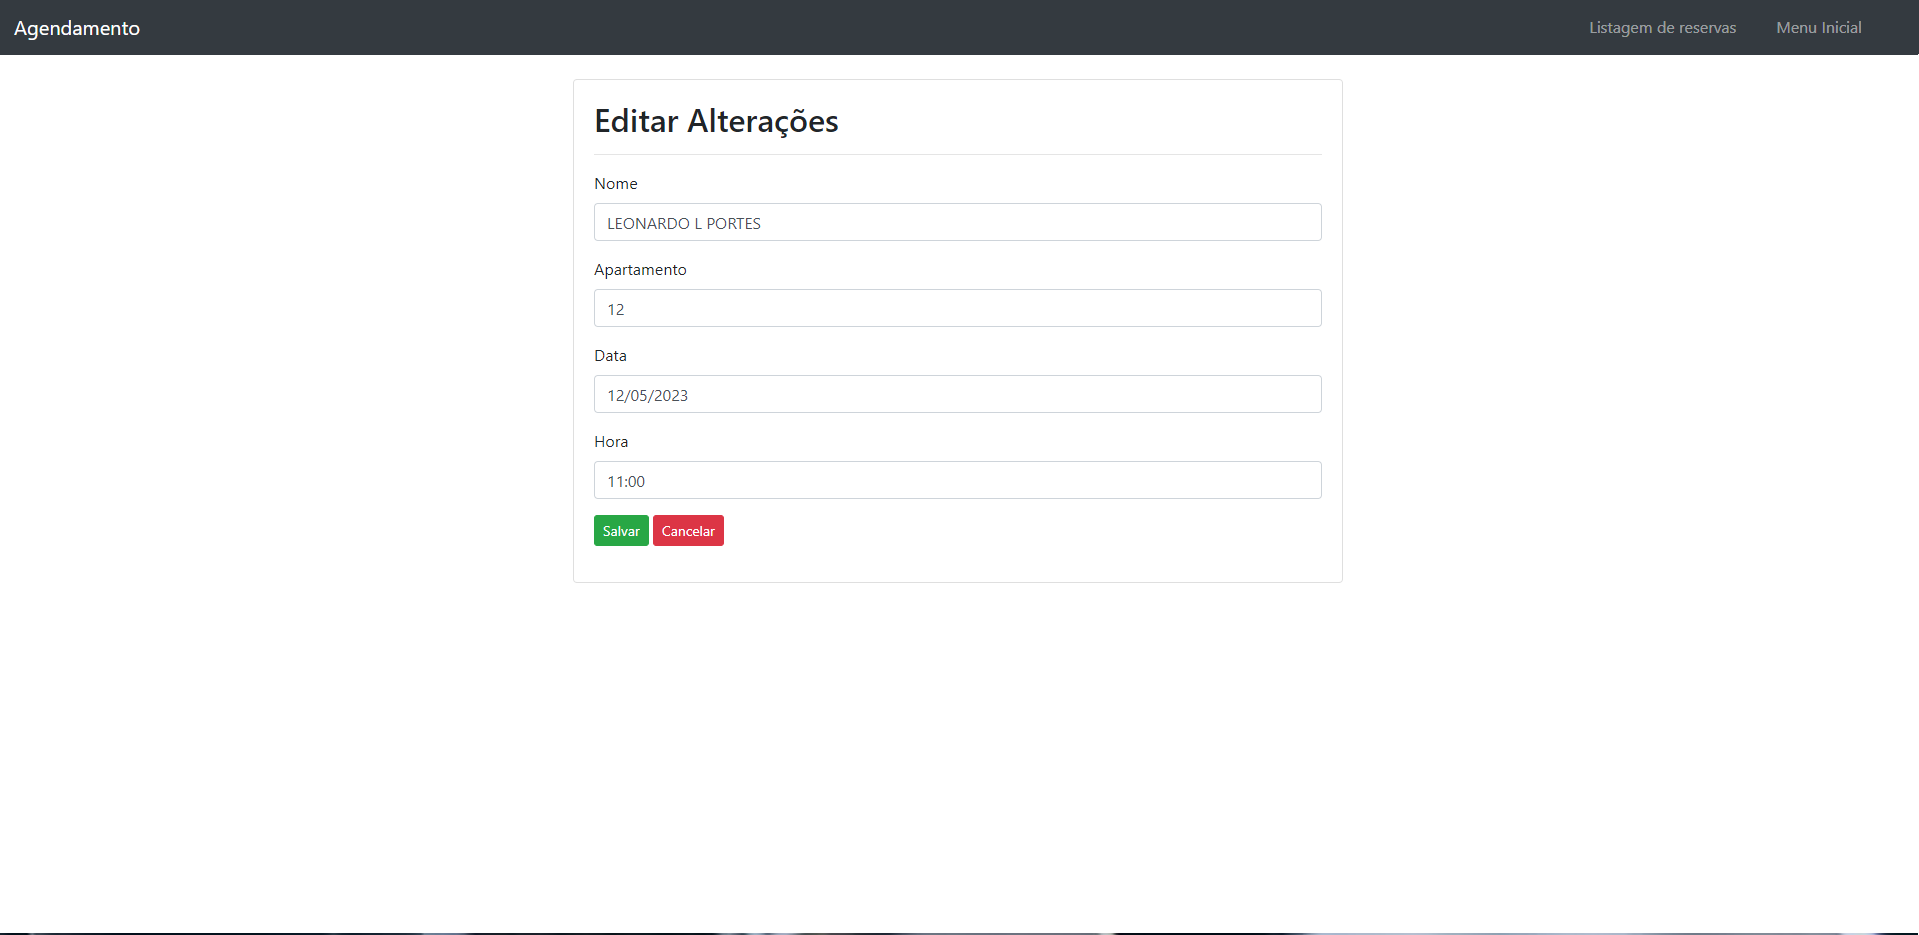 Agendamento
Listagem de reservas
Menu Inicial
Editar Alterações
Nome
LEONARDO L PORTES
Apartamento
12
Data
12/05/2023
Hora
11:00
Salvar
Cancelar